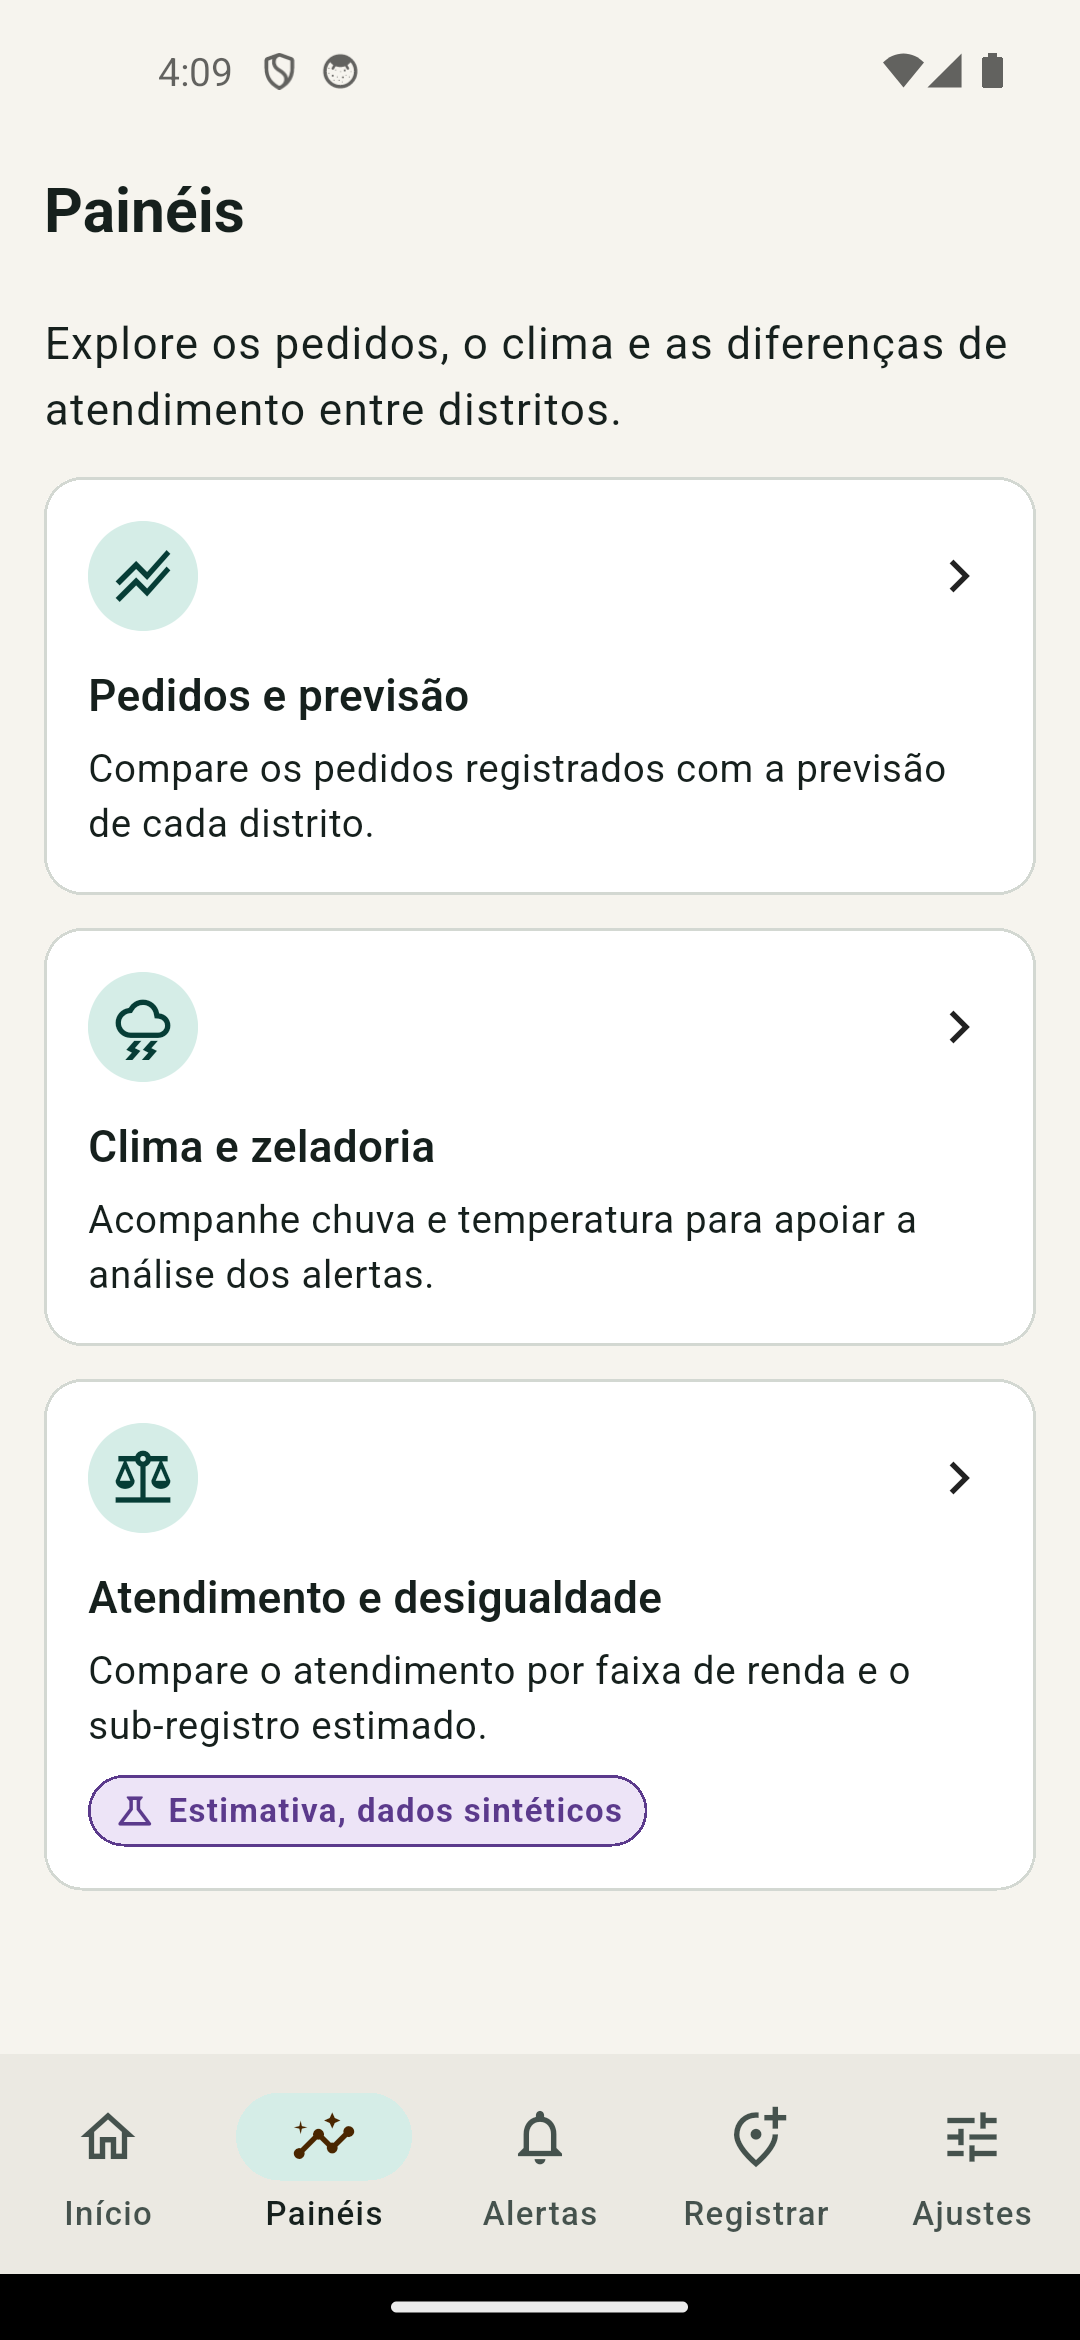 4:09
Painéis
Explore os pedidos, o clima e as diferenças de
atendimento entre distritos.
Pedidos e previsão
Compare os pedidos registrados com a previsão
de cada distrito.
Clima e zeladoria
Acompanhe chuva e temperatura para apoiar a
análise dos alertas.
Atendimento e desigualdade
Compare o atendimento por faixa de renda e o
sub-registro estimado.
Estimativa, dados sintéticos
Início
Painéis
Alertas
Registrar
Ajustes